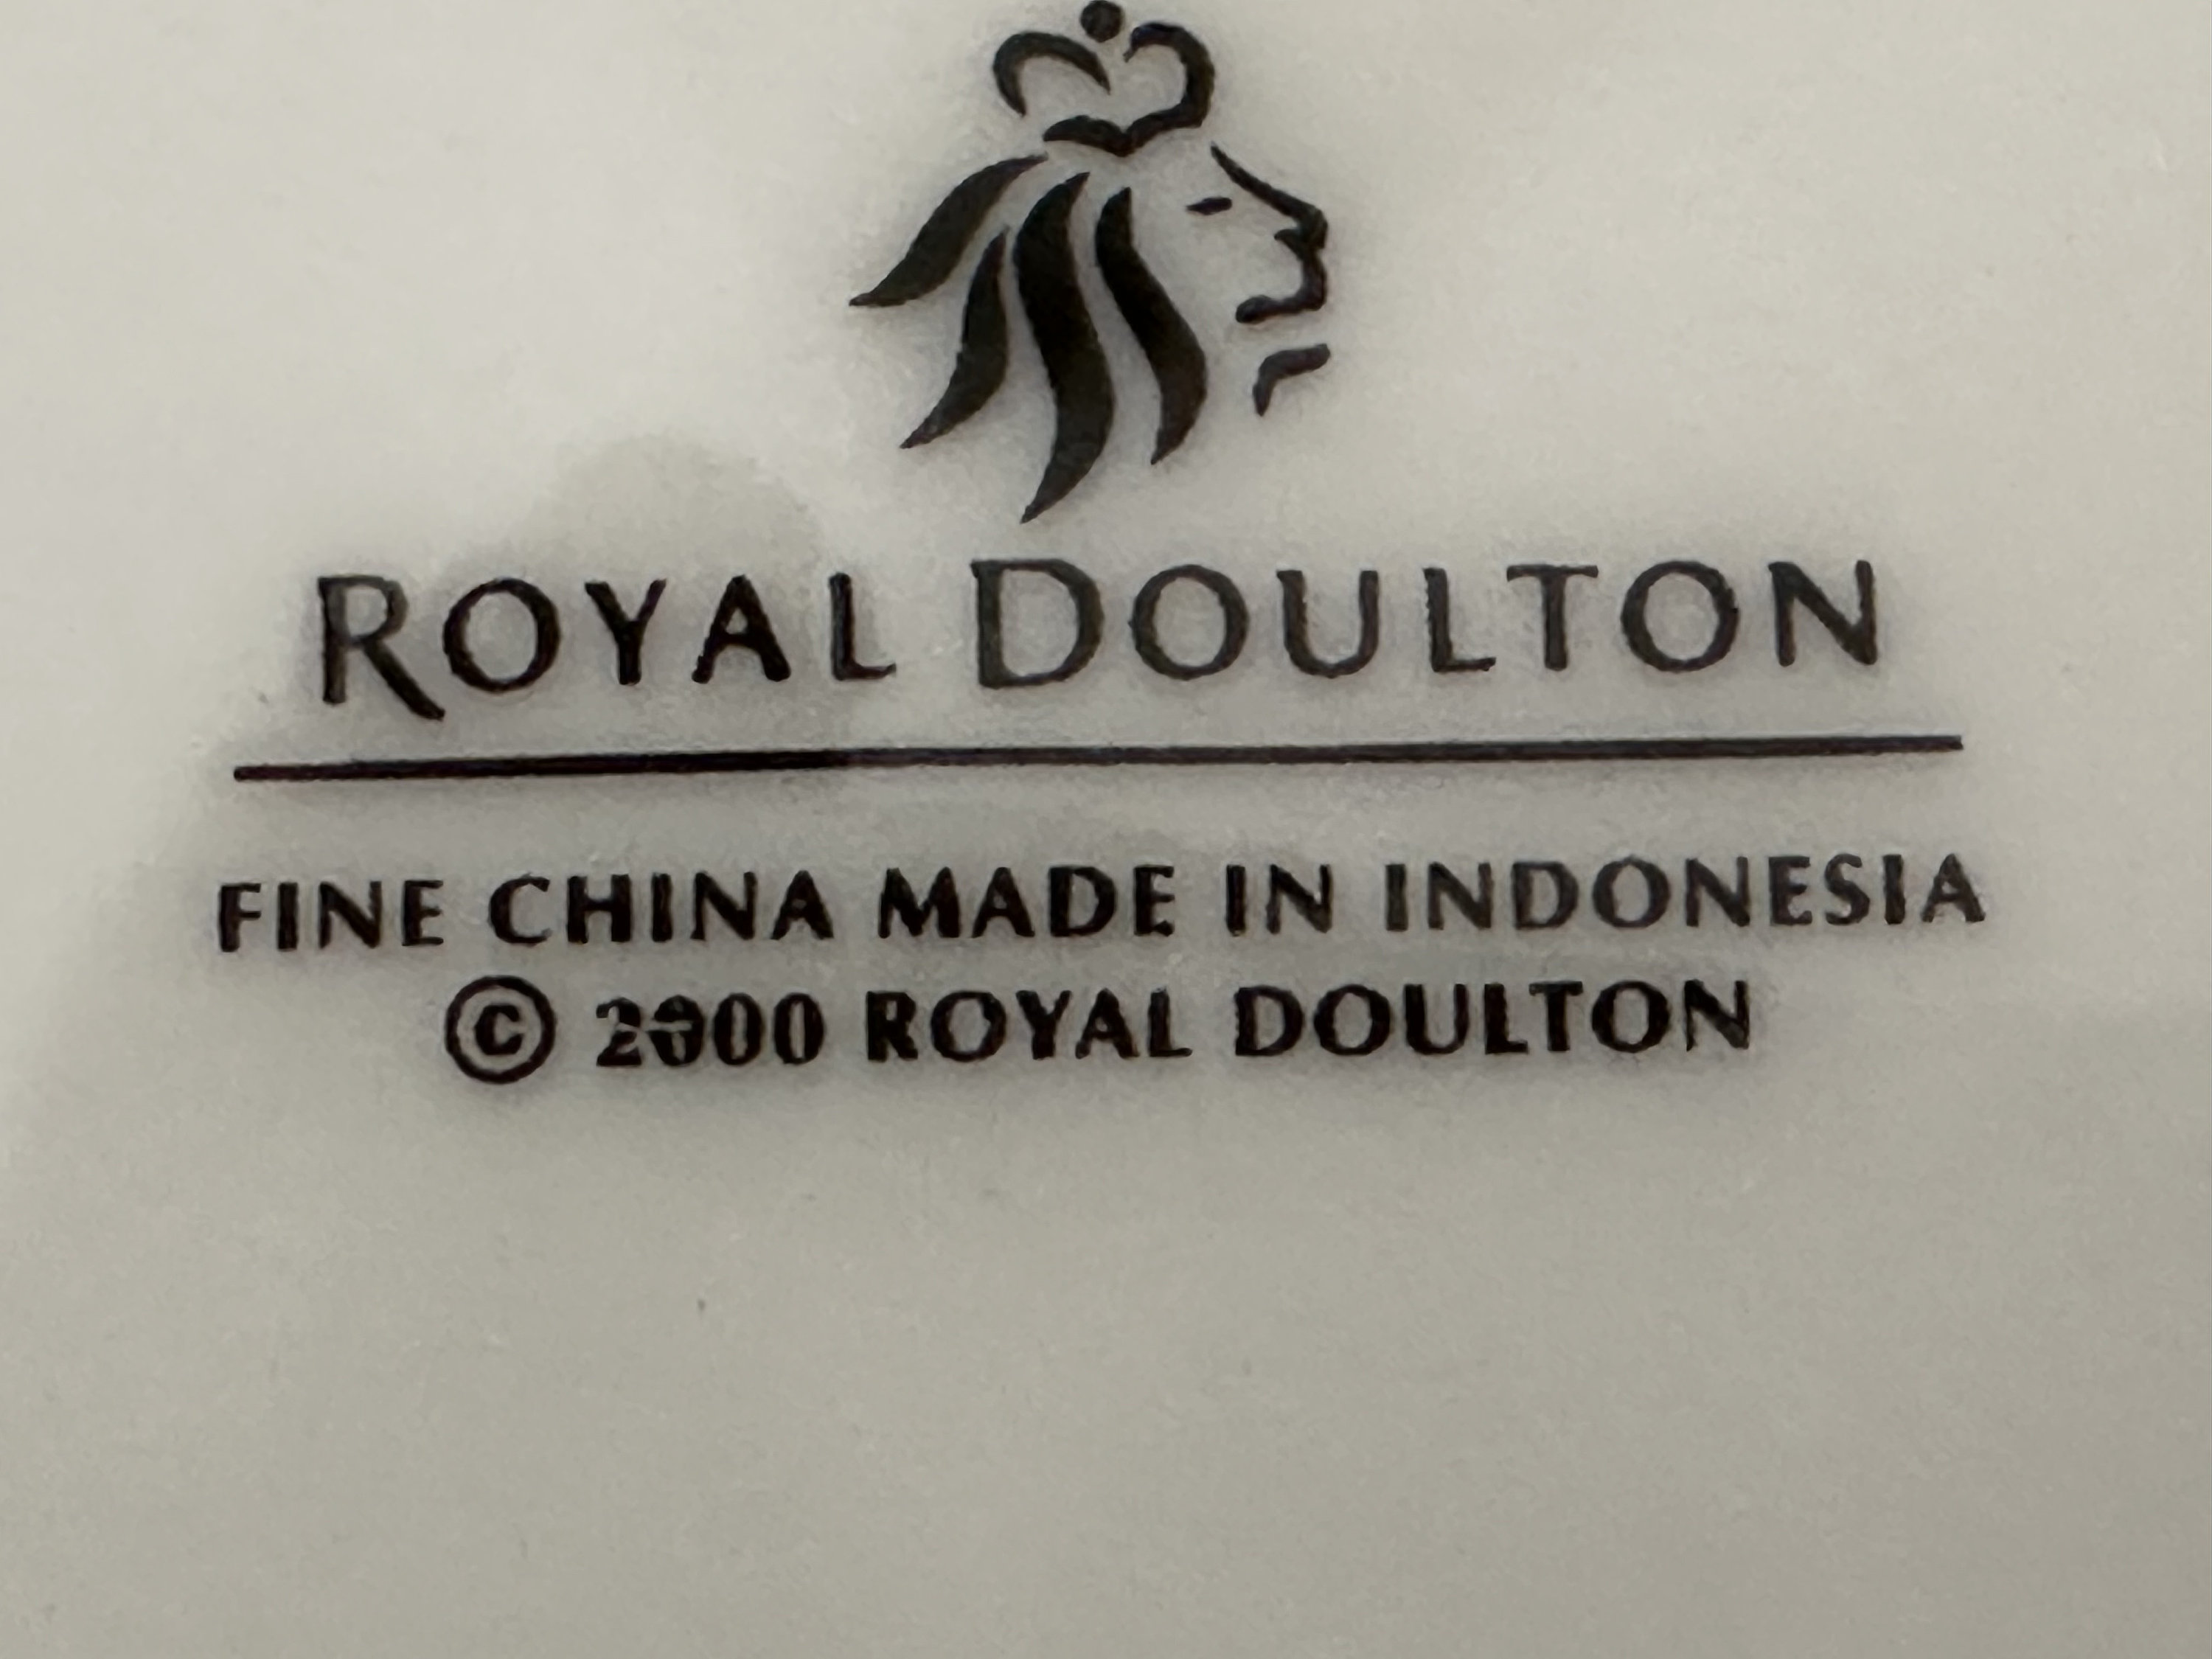 ROYAL DOULTON
FINE CHINA MADE IN INDONESIA
© 2000 ROYAL DOULTON